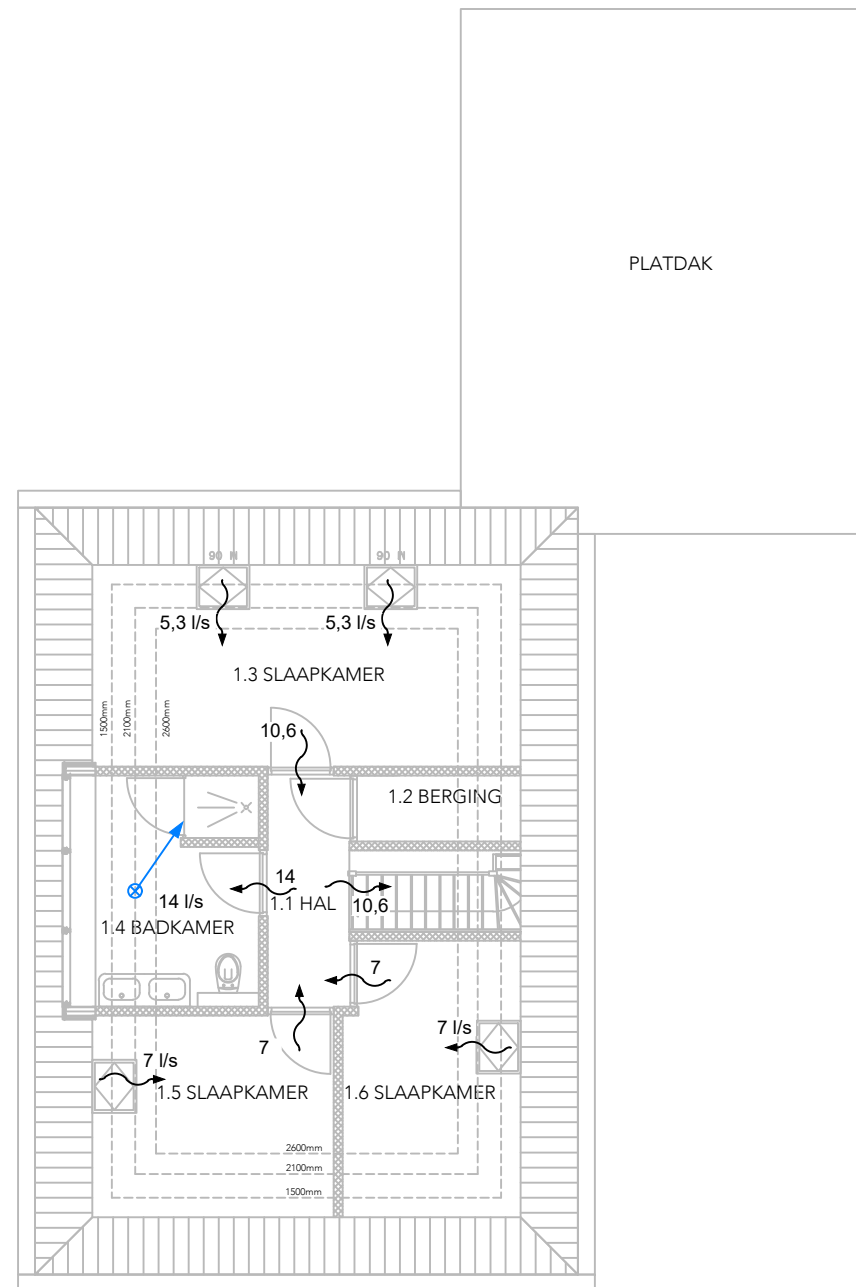 PLATDAK
M 06
M 06
5,3 l/s
5,3 l/s
1.3 SLAAPKAMER
1500mm
2100mm
2600mm
10,6
1.2 BERGING
14
14 l/s
1.1 HAL
10,6
1.4 BADKAMER
7
7 l/s
7
7 l/s
1.5 SLAAPKAMER
1.6 SLAAPKAMER
2600mm
2100mm
1500mm